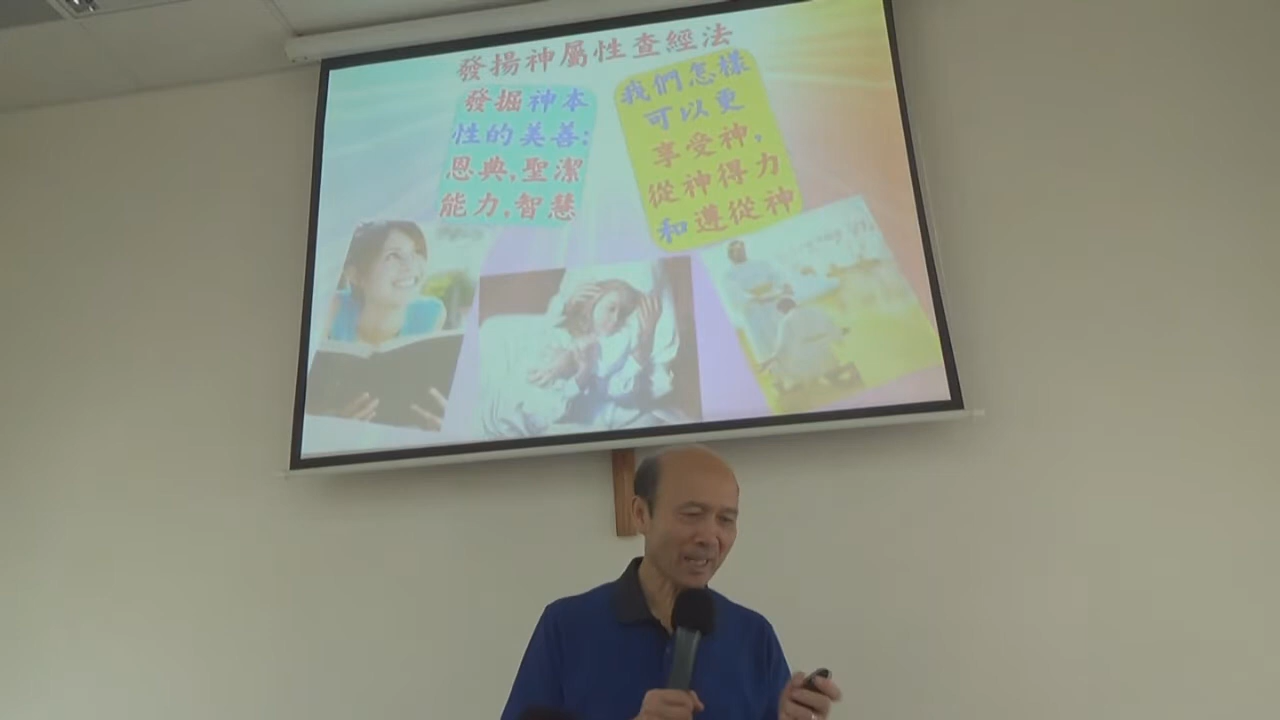 發揚神屬性查經法
發掘神本
性的美善:
恩典,聖潔
能力,智慧
我們怎樣
可以更
享受神,
從神得力
和遵從神